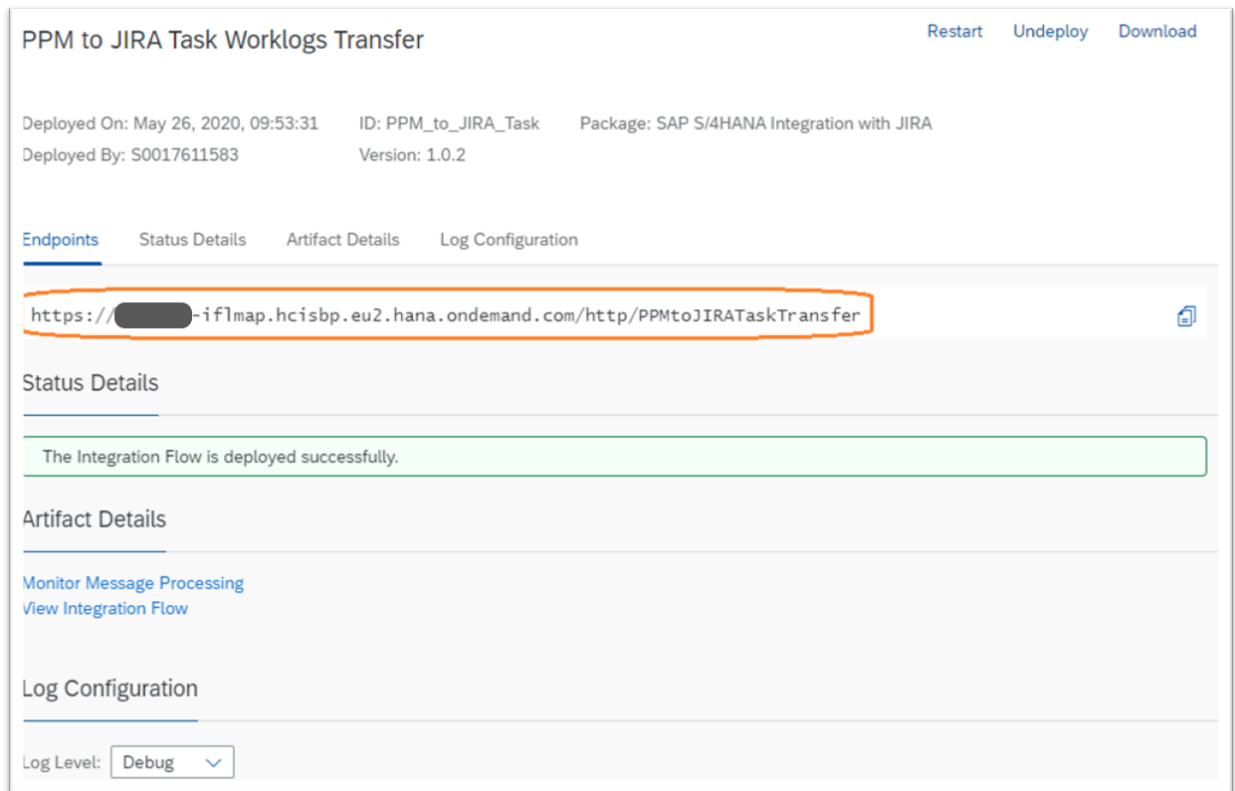 PPM to JIRA Task Worklogs Transfer
Restart Undeploy Download
Deployed On: May 26, 2020, 09:53:31 ID: PPM_to_JIRA_Task Package: SAP S/4HANA Integration with JIRA
Deployed By: S0017611583 Version: 1.0.2
Endpoints Status Details Artifact Details Log Configuration
https:// -iflmap.hcisbp.eu2.hana.ondemand.com/http/PPMtoJIRATaskTransfer
Status Details
The Integration Flow is deployed successfully.
Artifact Details
Monitor Message Processing
View Integration Flow
Log Configuration
Log Level: Debug